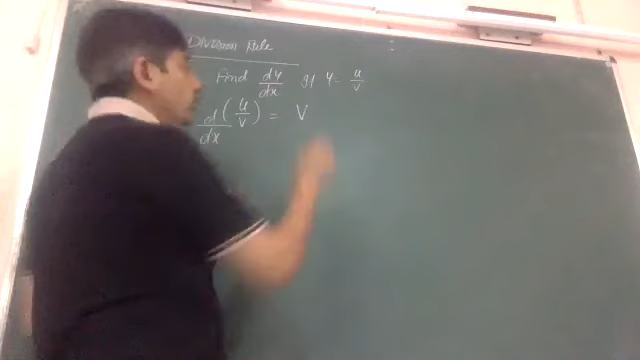 Division Rule
Find dy/dx If y = u/v
d/dx (u/v) = V